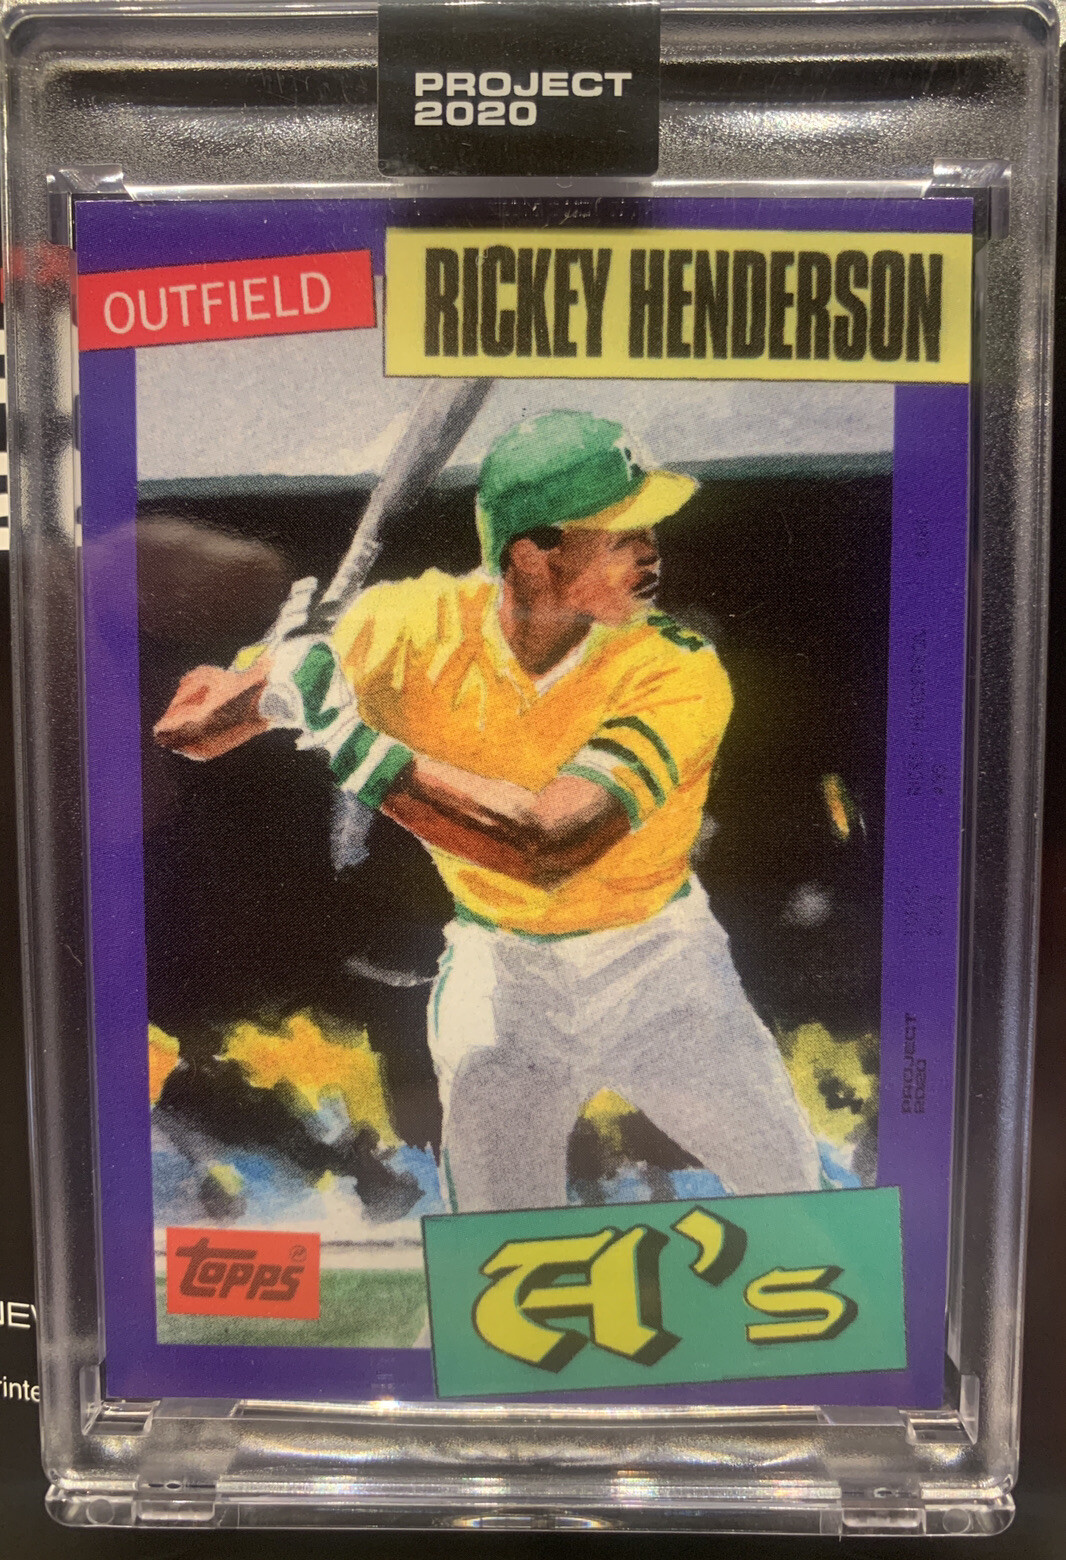 PROJECT
2020
OUTFIELD
RICKEY HENDERSON
PROJECT
2020
topps
A's